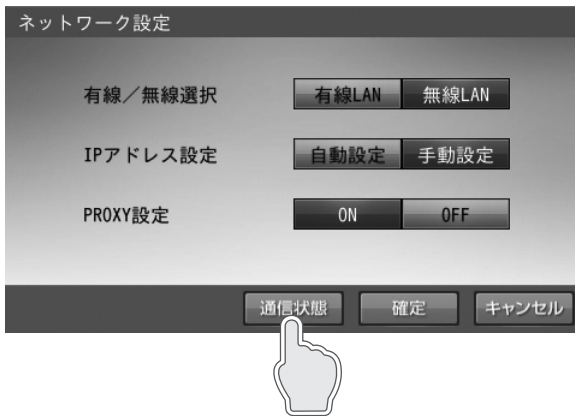 ネットワーク設定
有線／無線選択 有線LAN 無線LAN
IPアドレス設定 自動設定 手動設定
PROXY設定 ON OFF
通信状態 確定 キャンセル